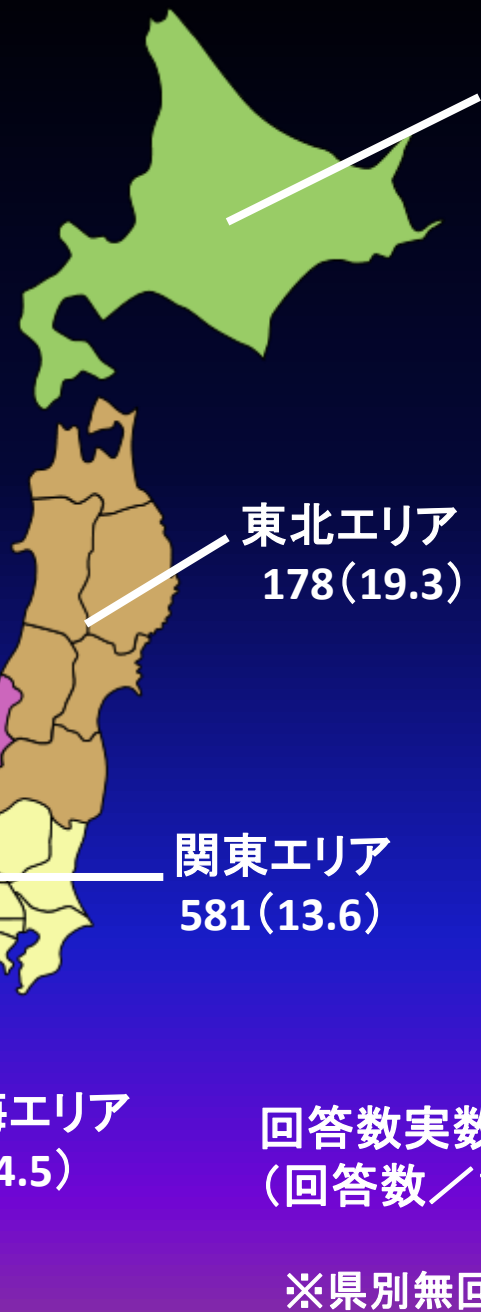 東北エリア
178（19.3）
関東エリア
581（13.6）
海エリア
4.5）
回答数実数
（回答数／
※県別無回